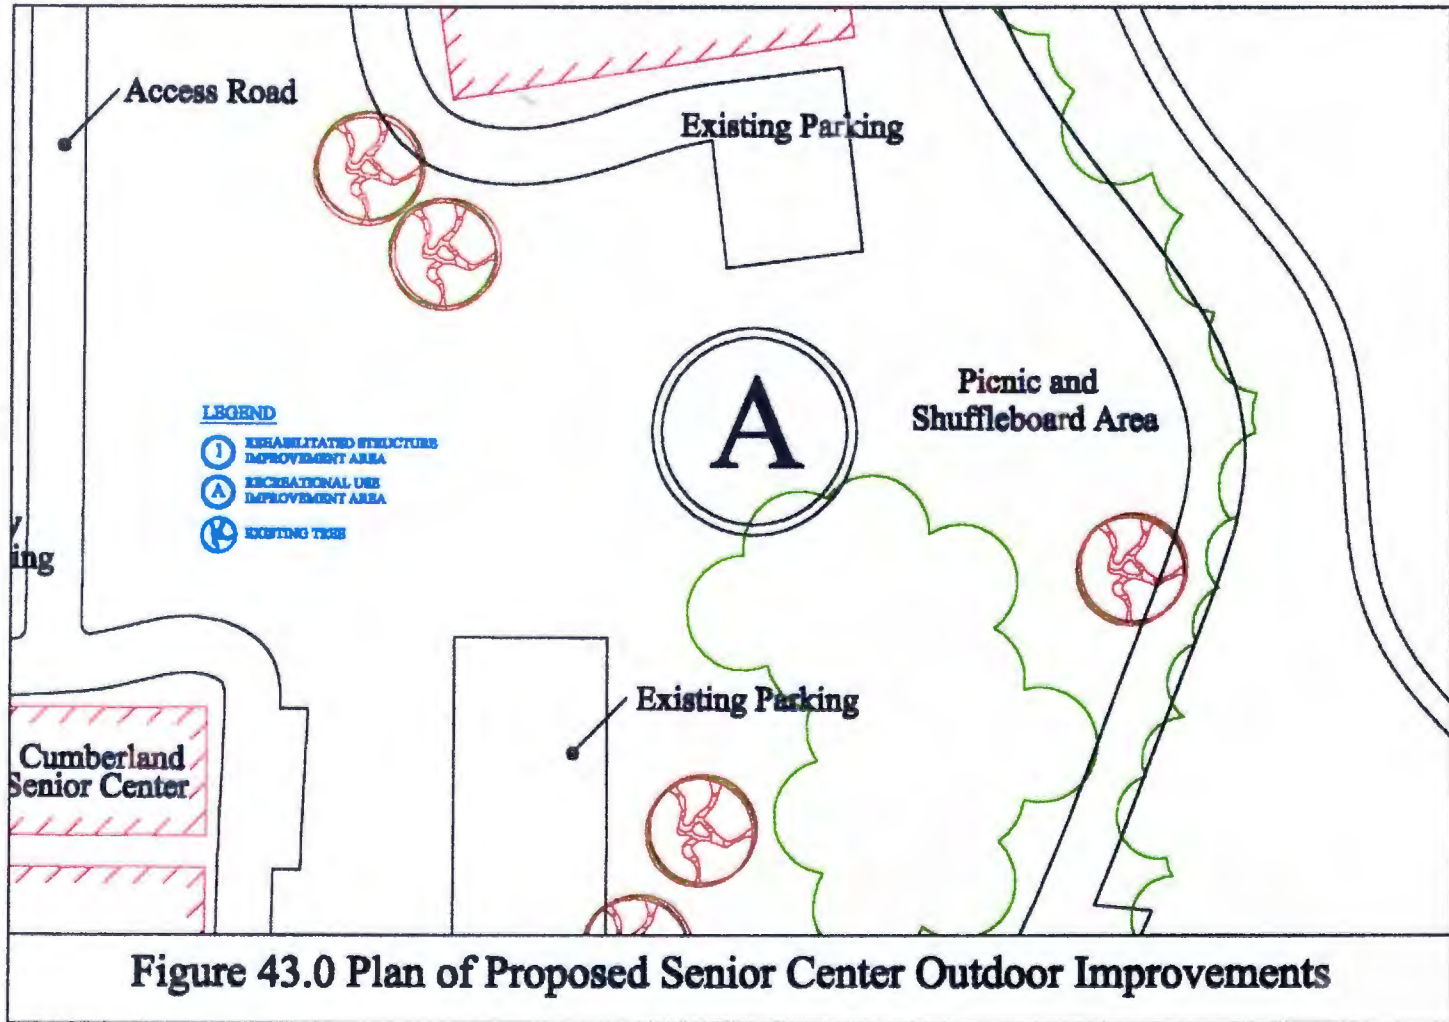 Access Road
Existing Parking
Picnic and
Shuffleboard Area
A
LEGEND
1 REHABILITATED STRUCTURE
IMPROVEMENT AREA
A RECREATIONAL USE
IMPROVEMENT AREA
EXISTING TREE
ing
Existing Parking
Cumberland
Senior Center
Figure 43.0 Plan of Proposed Senior Center Outdoor Improvements